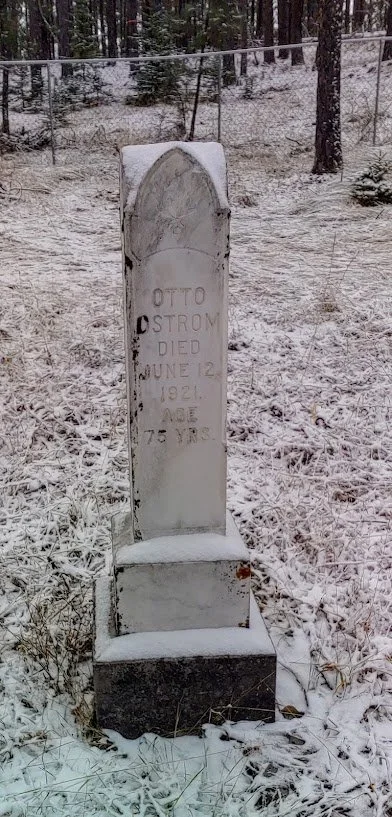 OTTO
OSTROM
DIED
JUNE 12,
1921.
AGE
75 YRS.